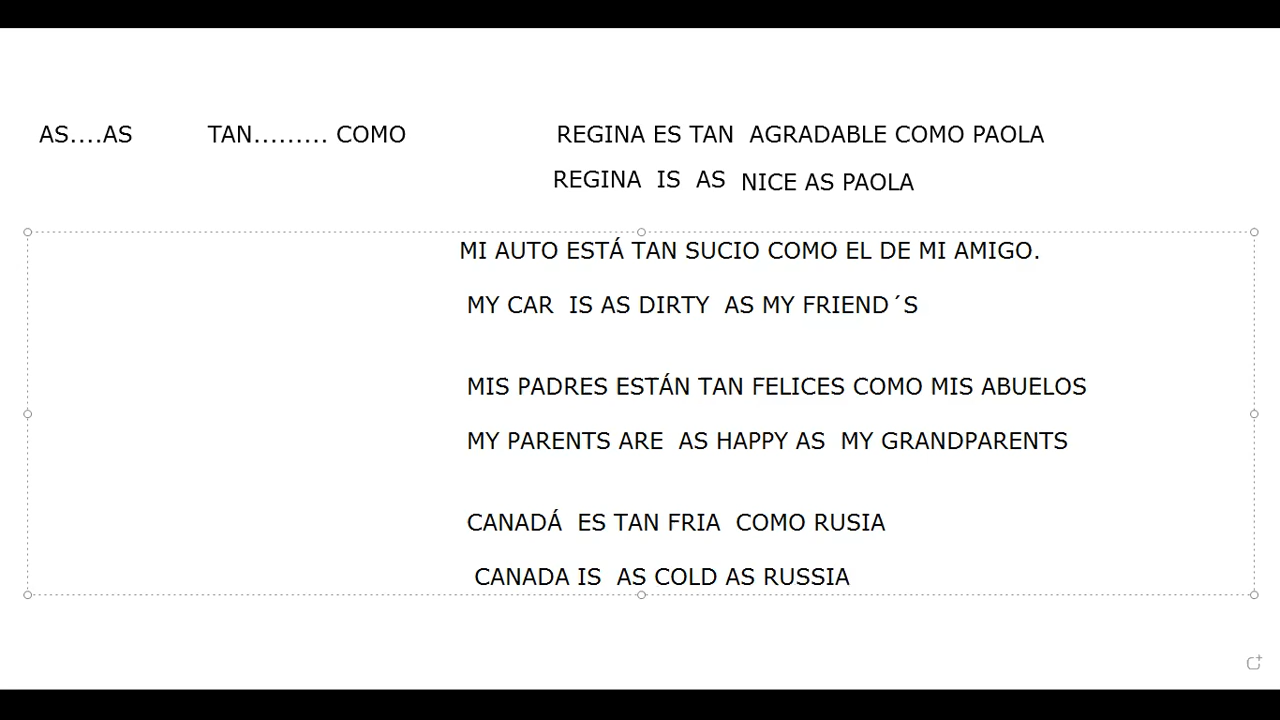 AS....AS TAN......... COMO REGINA ES TAN AGRADABLE COMO PAOLA
REGINA IS AS NICE AS PAOLA
MI AUTO ESTÁ TAN SUCIO COMO EL DE MI AMIGO.
MY CAR IS AS DIRTY AS MY FRIEND´S
MIS PADRES ESTÁN TAN FELICES COMO MIS ABUELOS
MY PARENTS ARE AS HAPPY AS MY GRANDPARENTS
CANADÁ ES TAN FRIA COMO RUSIA
CANADA IS AS COLD AS RUSSIA